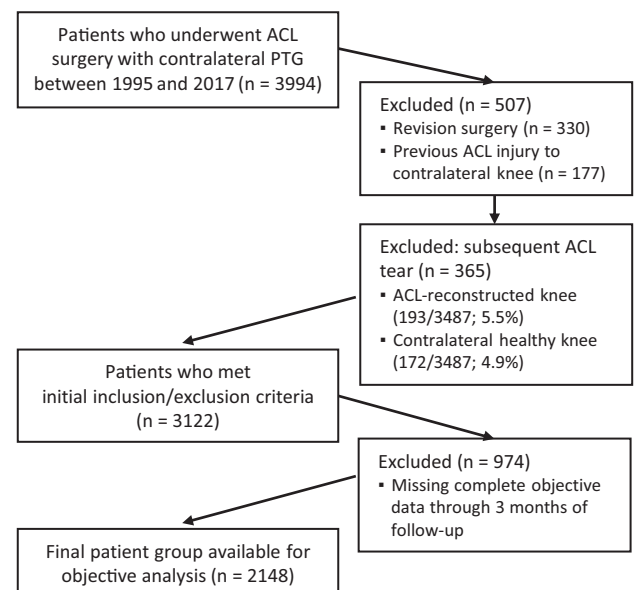 Patients who underwent ACL
surgery with contralateral PTG
between 1995 and 2017 (n = 3994)
Excluded (n = 507)
▪ Revision surgery (n = 330)
▪ Previous ACL injury to
contralateral knee (n = 177)
Excluded: subsequent ACL
tear (n = 365)
▪ ACL-reconstructed knee
(193/3487; 5.5%)
▪ Contralateral healthy knee
(172/3487; 4.9%)
Patients who met
initial inclusion/exclusion criteria
(n = 3122)
Excluded (n = 974)
▪ Missing complete objective
data through 3 months of
follow-up
Final patient group available for
objective analysis (n = 2148)